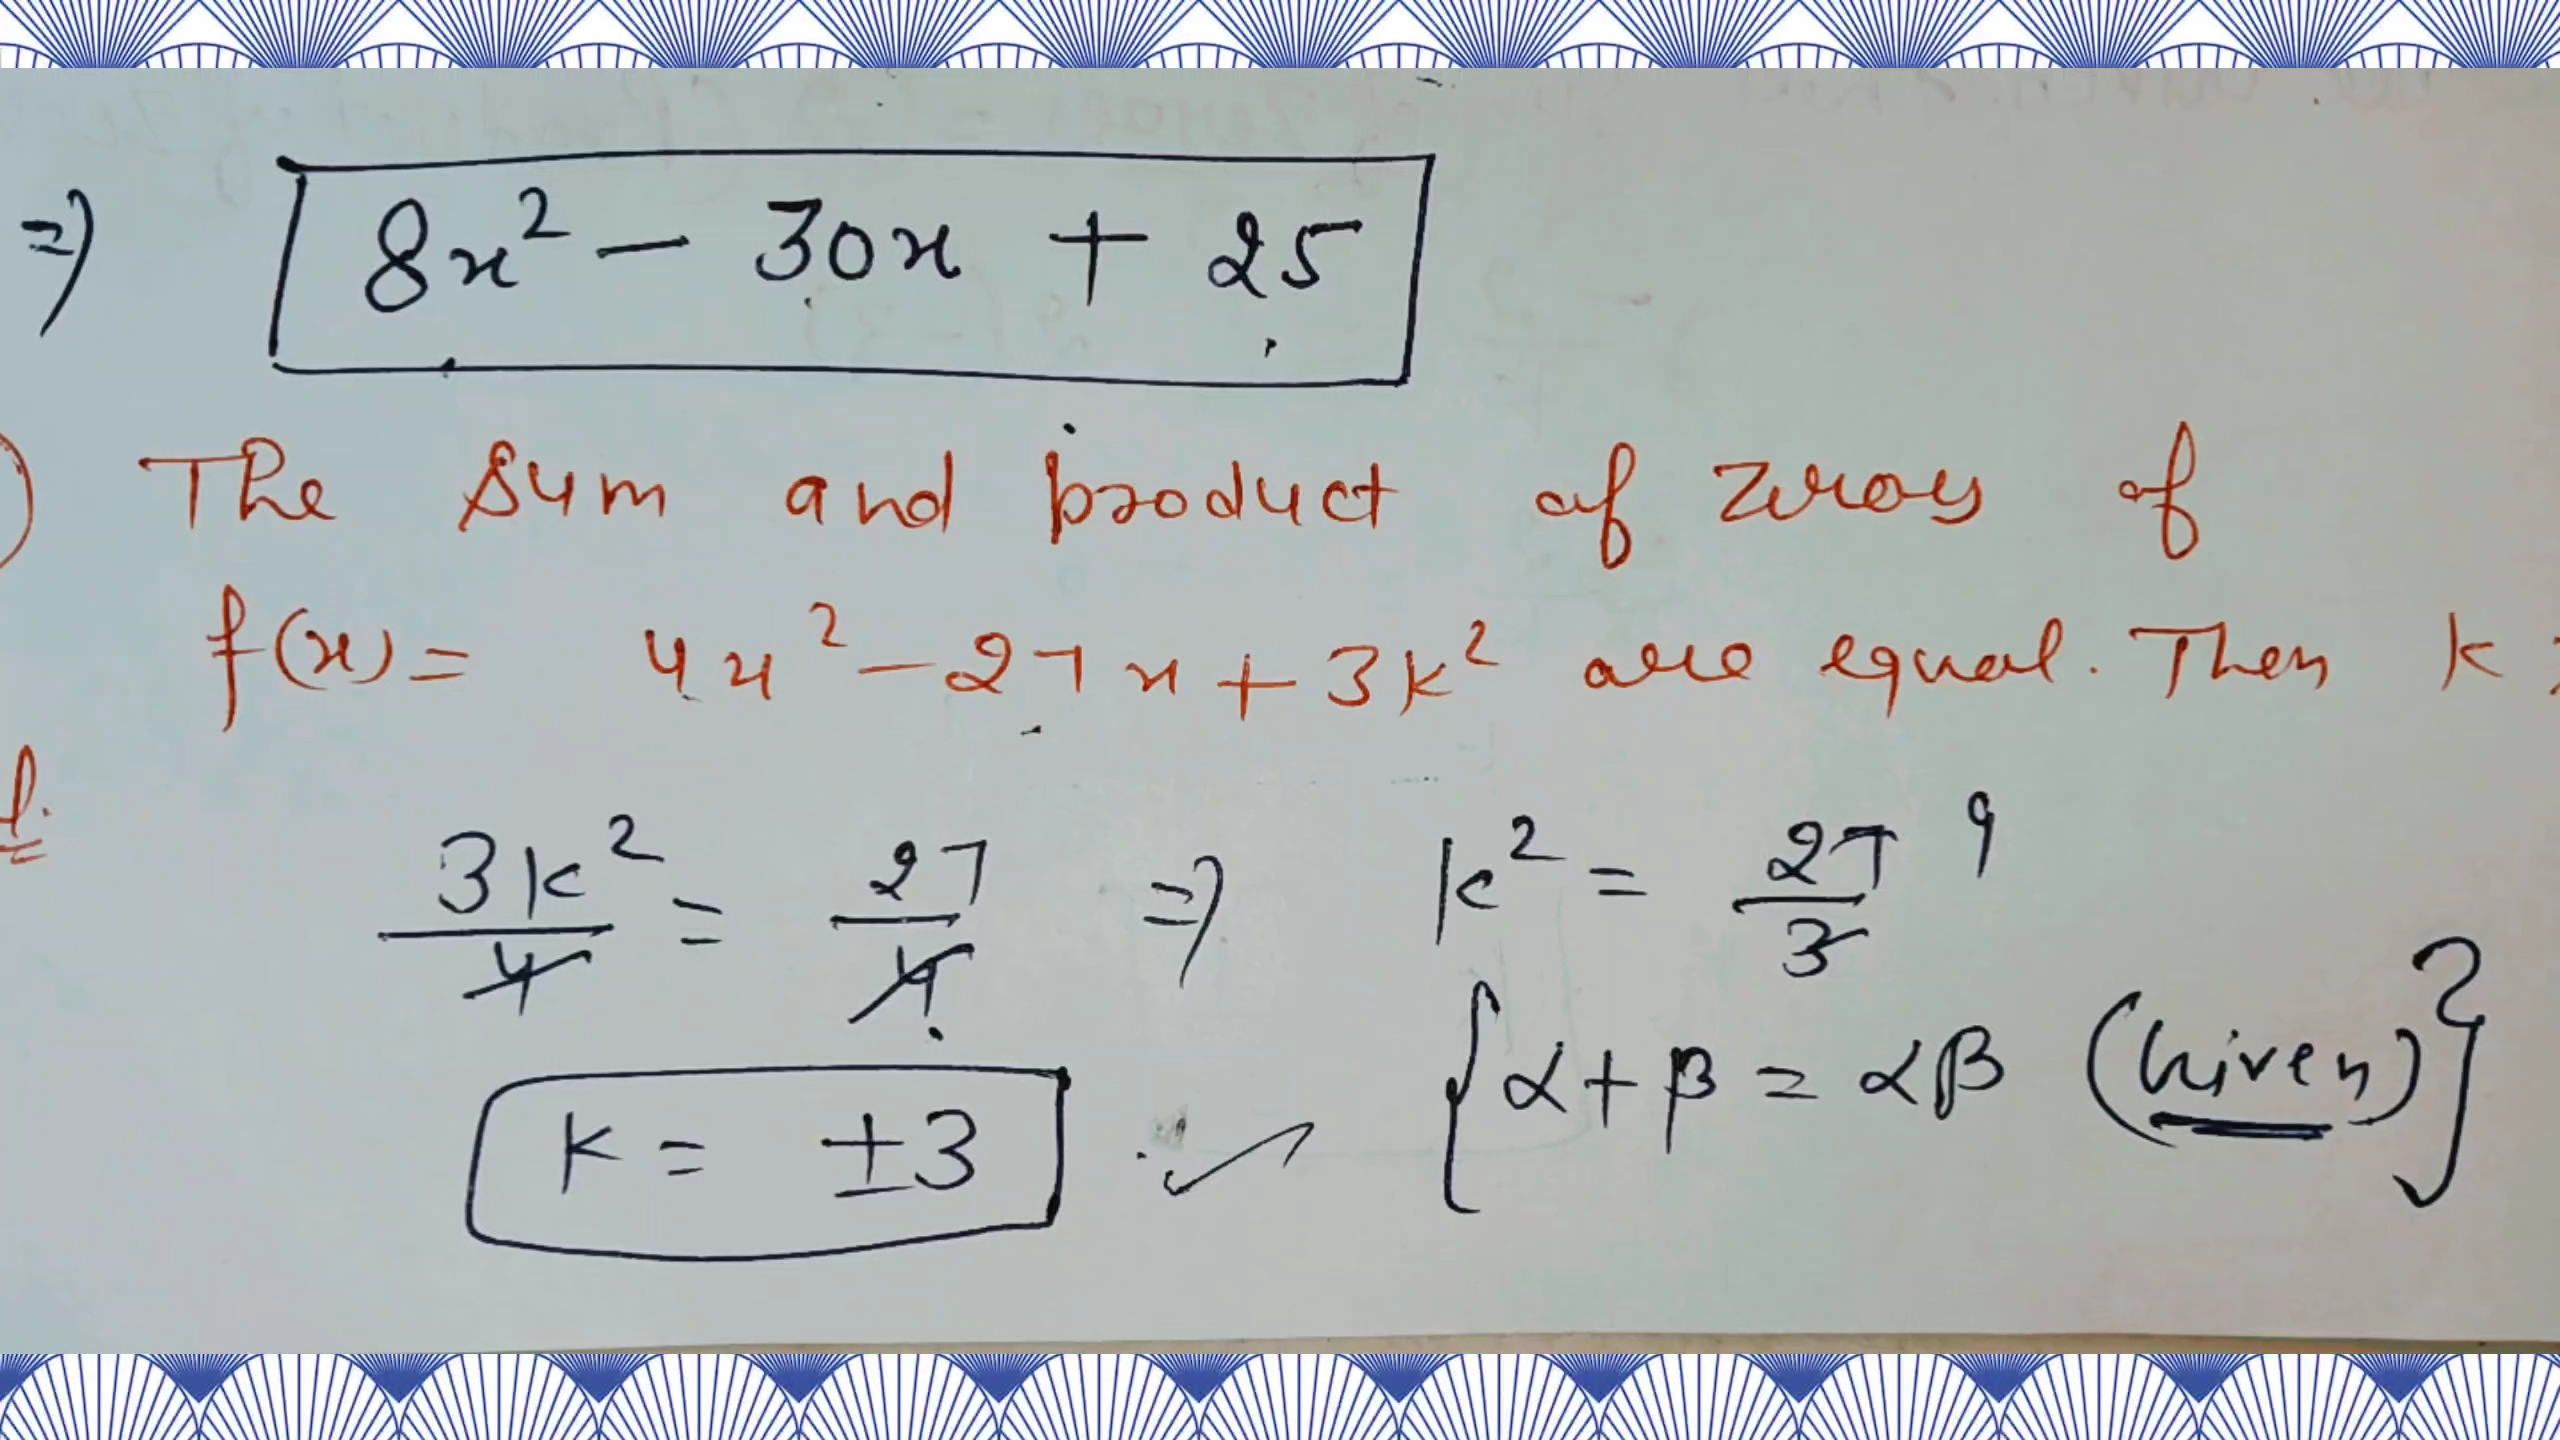 ⇒ 8x² - 30x + 25
) The sum and product of zeroes of
f(x) = 4x² - 27x + 3k² are equal. Then k
l.
3k²/4 = 27/4 ⇒ k² = 27/3 9
{α + β = αβ (Given)}
k = ±3 ✓